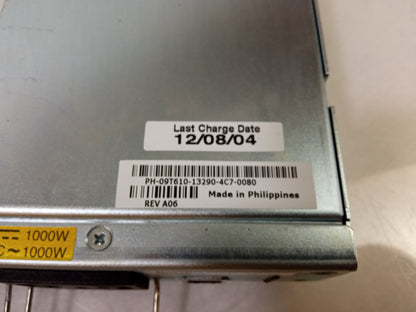 Last Charge Date
12/08/04
PH-09T610-13290-4C7-0080
REV A06
Made in Philippines
1000W
C~1000W